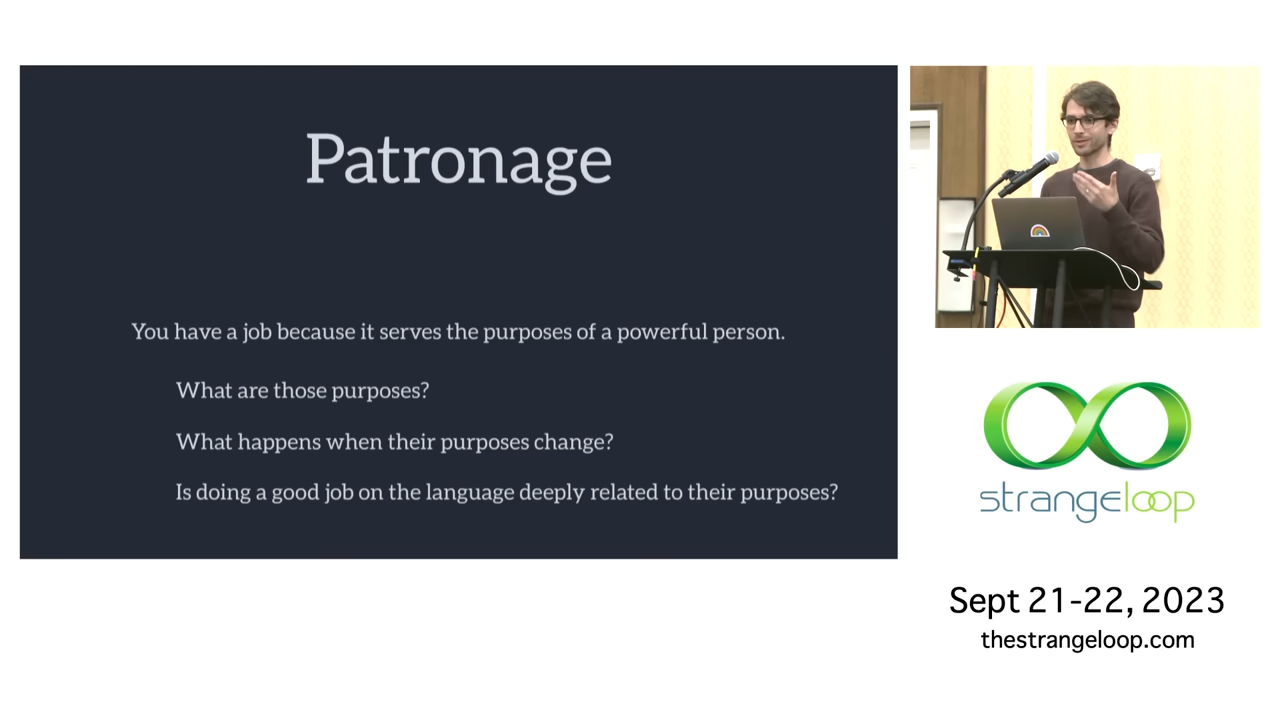 Patronage
You have a job because it serves the purposes of a powerful person.
What are those purposes?
What happens when their purposes change?
Is doing a good job on the language deeply related to their purposes?
strangeloop
Sept 21-22, 2023
thestrangeloop.com